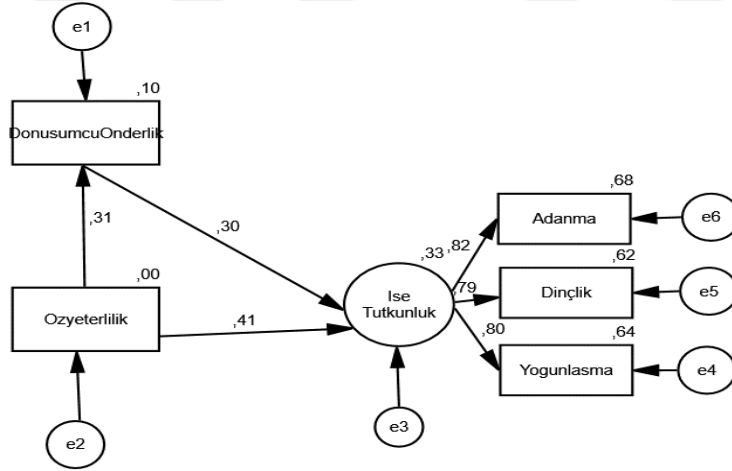 e1
,10
DonusumcuOnderlik
,31
,30
,00
Ozyeterlilik
,41
e2
,33
Ise
Tutkunluk
e3
,82
,79
,80
,68
Adanma
e6
,62
Dinçlik
e5
,64
Yogunlasma
e4